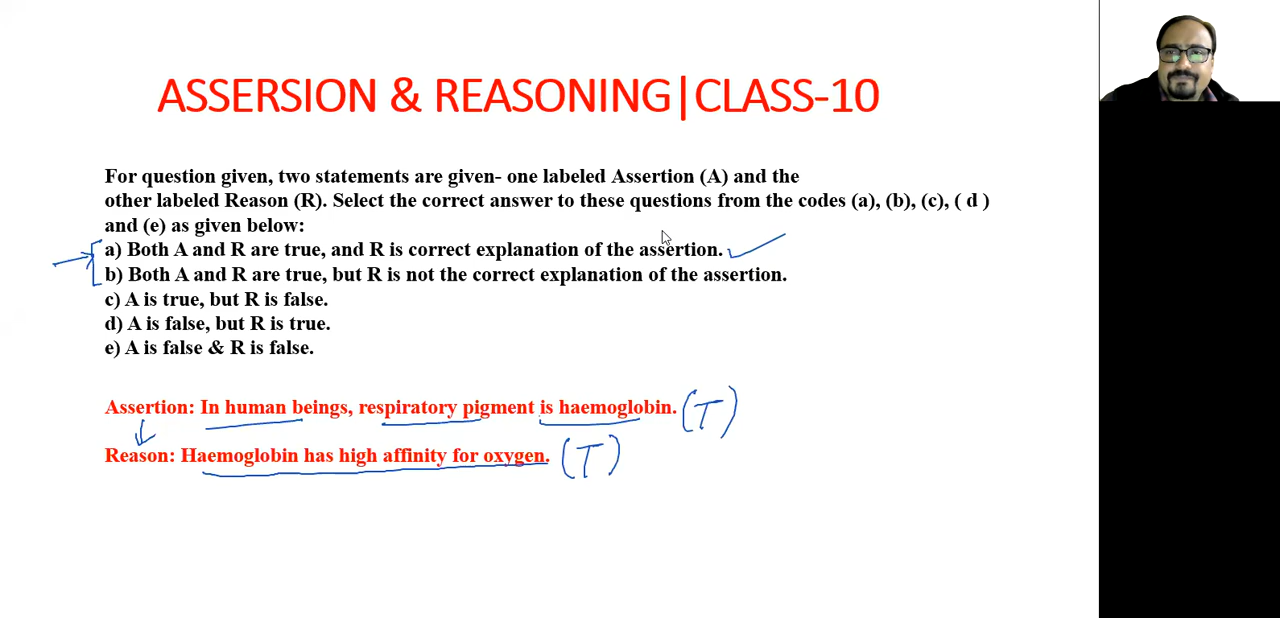 ASSERSION & REASONING|CLASS-10
For question given, two statements are given- one labeled Assertion (A) and the
other labeled Reason (R). Select the correct answer to these questions from the codes (a), (b), (c), ( d )
and (e) as given below:
a) Both A and R are true, and R is correct explanation of the assertion.
b) Both A and R are true, but R is not the correct explanation of the assertion.
c) A is true, but R is false.
d) A is false, but R is true.
e) A is false & R is false.
Assertion: In human beings, respiratory pigment is haemoglobin. (T)
Reason: Haemoglobin has high affinity for oxygen. (T)